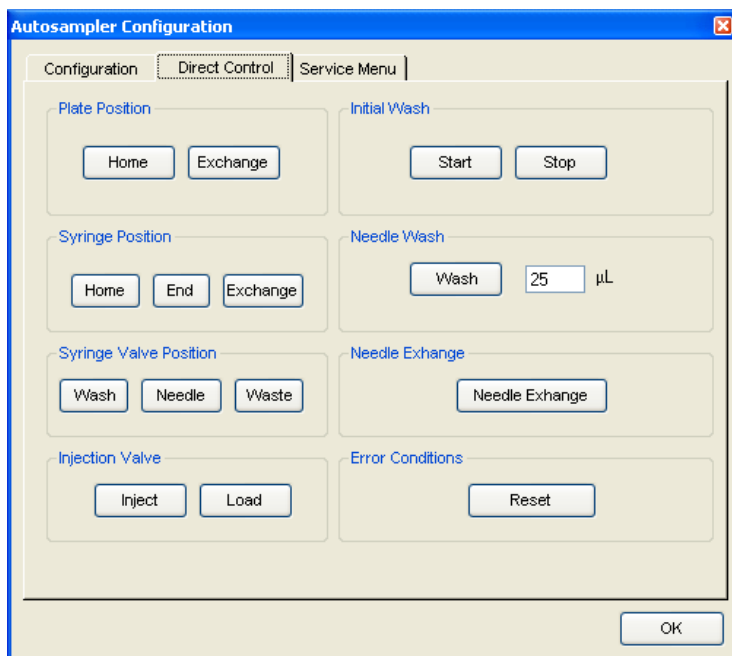 Autosampler Configuration
Configuration Direct Control Service Menu
Plate Position
Home Exchange
Initial Wash
Start Stop
Syringe Position
Home End Exchange
Needle Wash
Wash 25 µL
Syringe Valve Position
Wash Needle Waste
Needle Exhange
Needle Exhange
Injection Valve
Inject Load
Error Conditions
Reset
OK